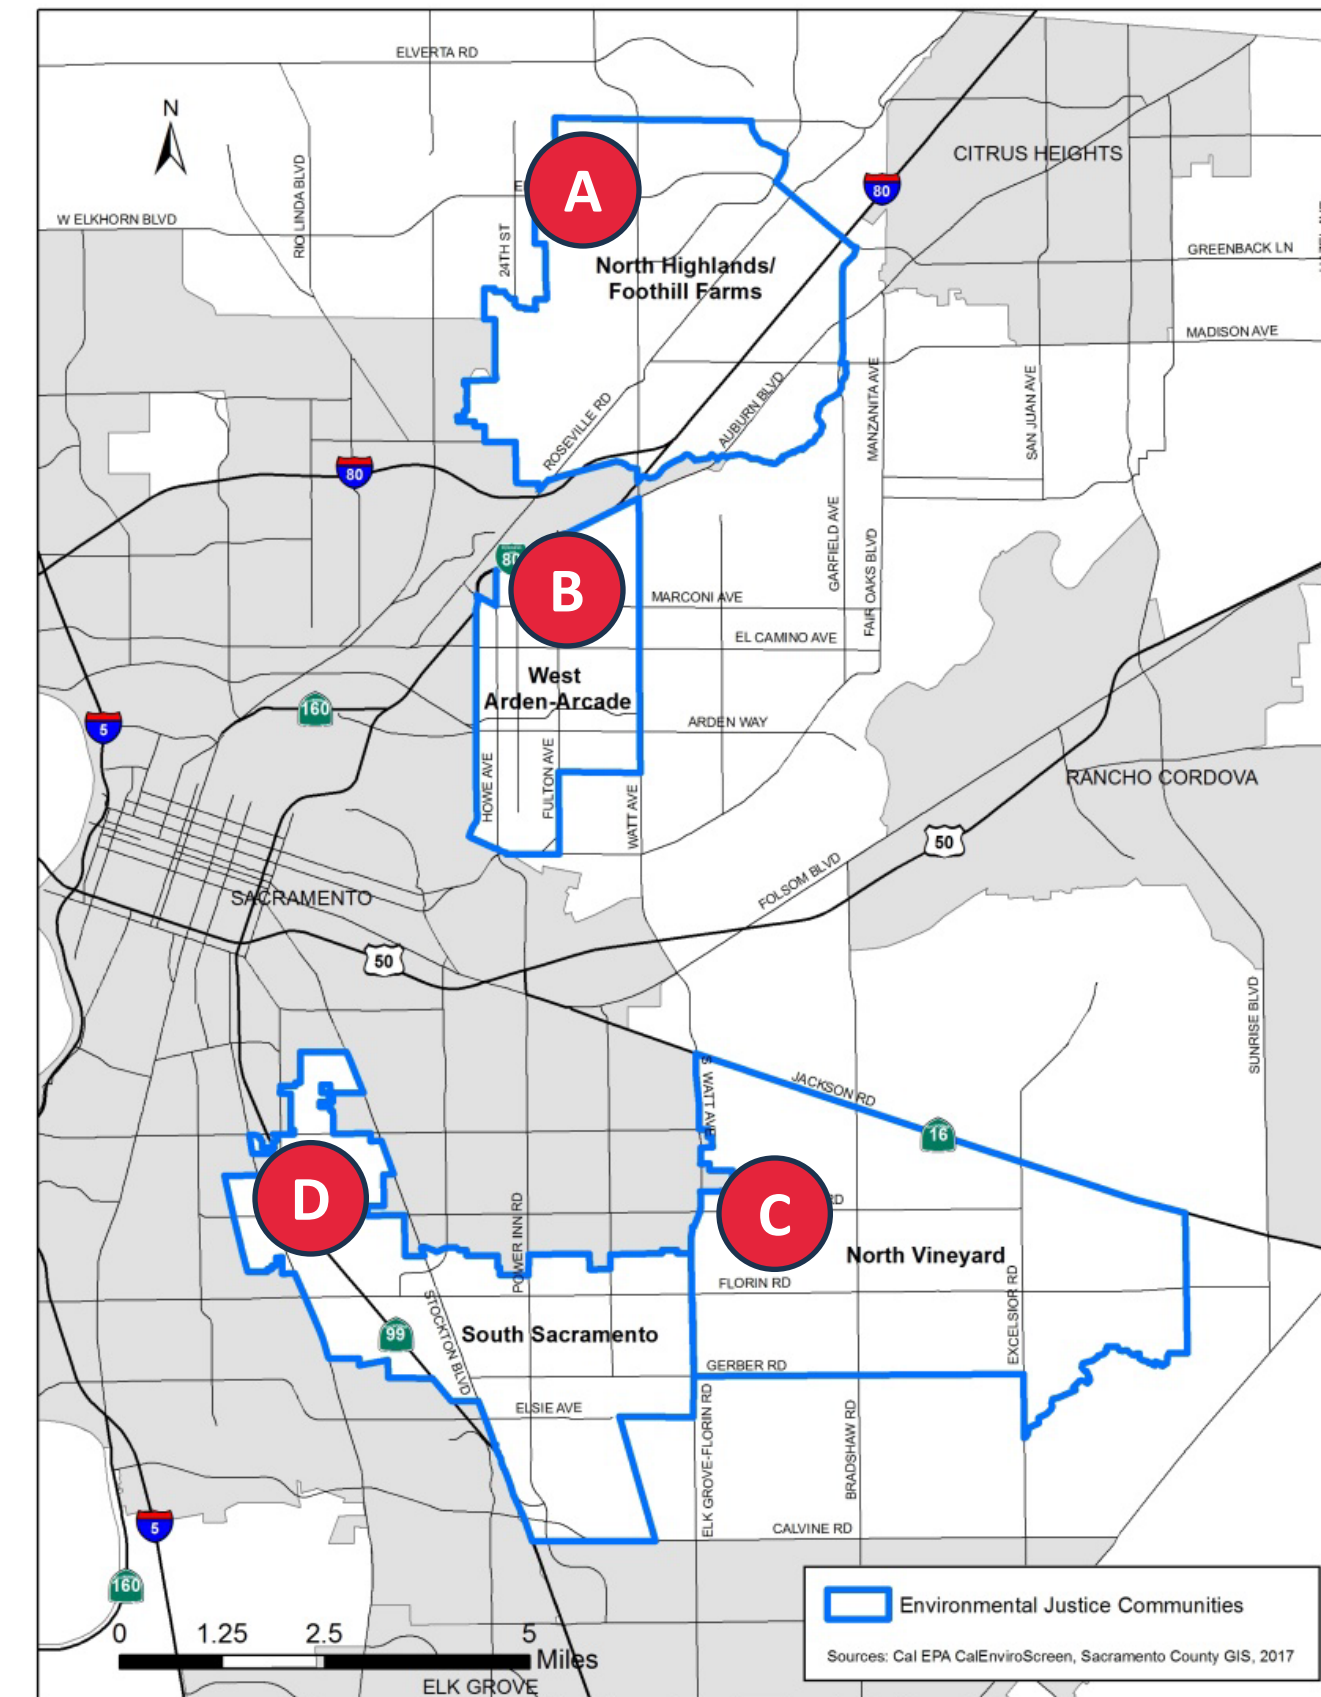 ELVERTA RD
N
CITRUS HEIGHTS
80
A
E
RIO LINDA BLVD
W ELKHORN BLVD
24TH ST
GREENBACK LN
North Highlands/
Foothill Farms
MADISON AVE
MANZANITA AVE
SAN JUAN AVE
AUBURN BLVD
ROSEVILLE RD
80
GARFIELD AVE
FAIR OAKS BLVD
80
B
MARCONI AVE
EL CAMINO AVE
West
Arden-Arcade
160
5
ARDEN WAY
HOWE AVE
FULTON AVE
WATT AVE
RANCHO CORDOVA
50
FOLSOM BLVD
SACRAMENTO
50
SUNRISE BLVD
S WATT AVE
JACKSON RD
16
D
C
RD
POWER INN RD
North Vineyard
FLORIN RD
EXCELSIOR RD
99
STOCKTON BLVD
South Sacramento
GERBER RD
ELSIE AVE
ELK GROVE-FLORIN RD
BRADSHAW RD
5
CALVINE RD
160
Environmental Justice Communities
0 1.25 2.5 5
Miles
Sources: Cal EPA CalEnviroScreen, Sacramento County GIS, 2017
ELK GROVE